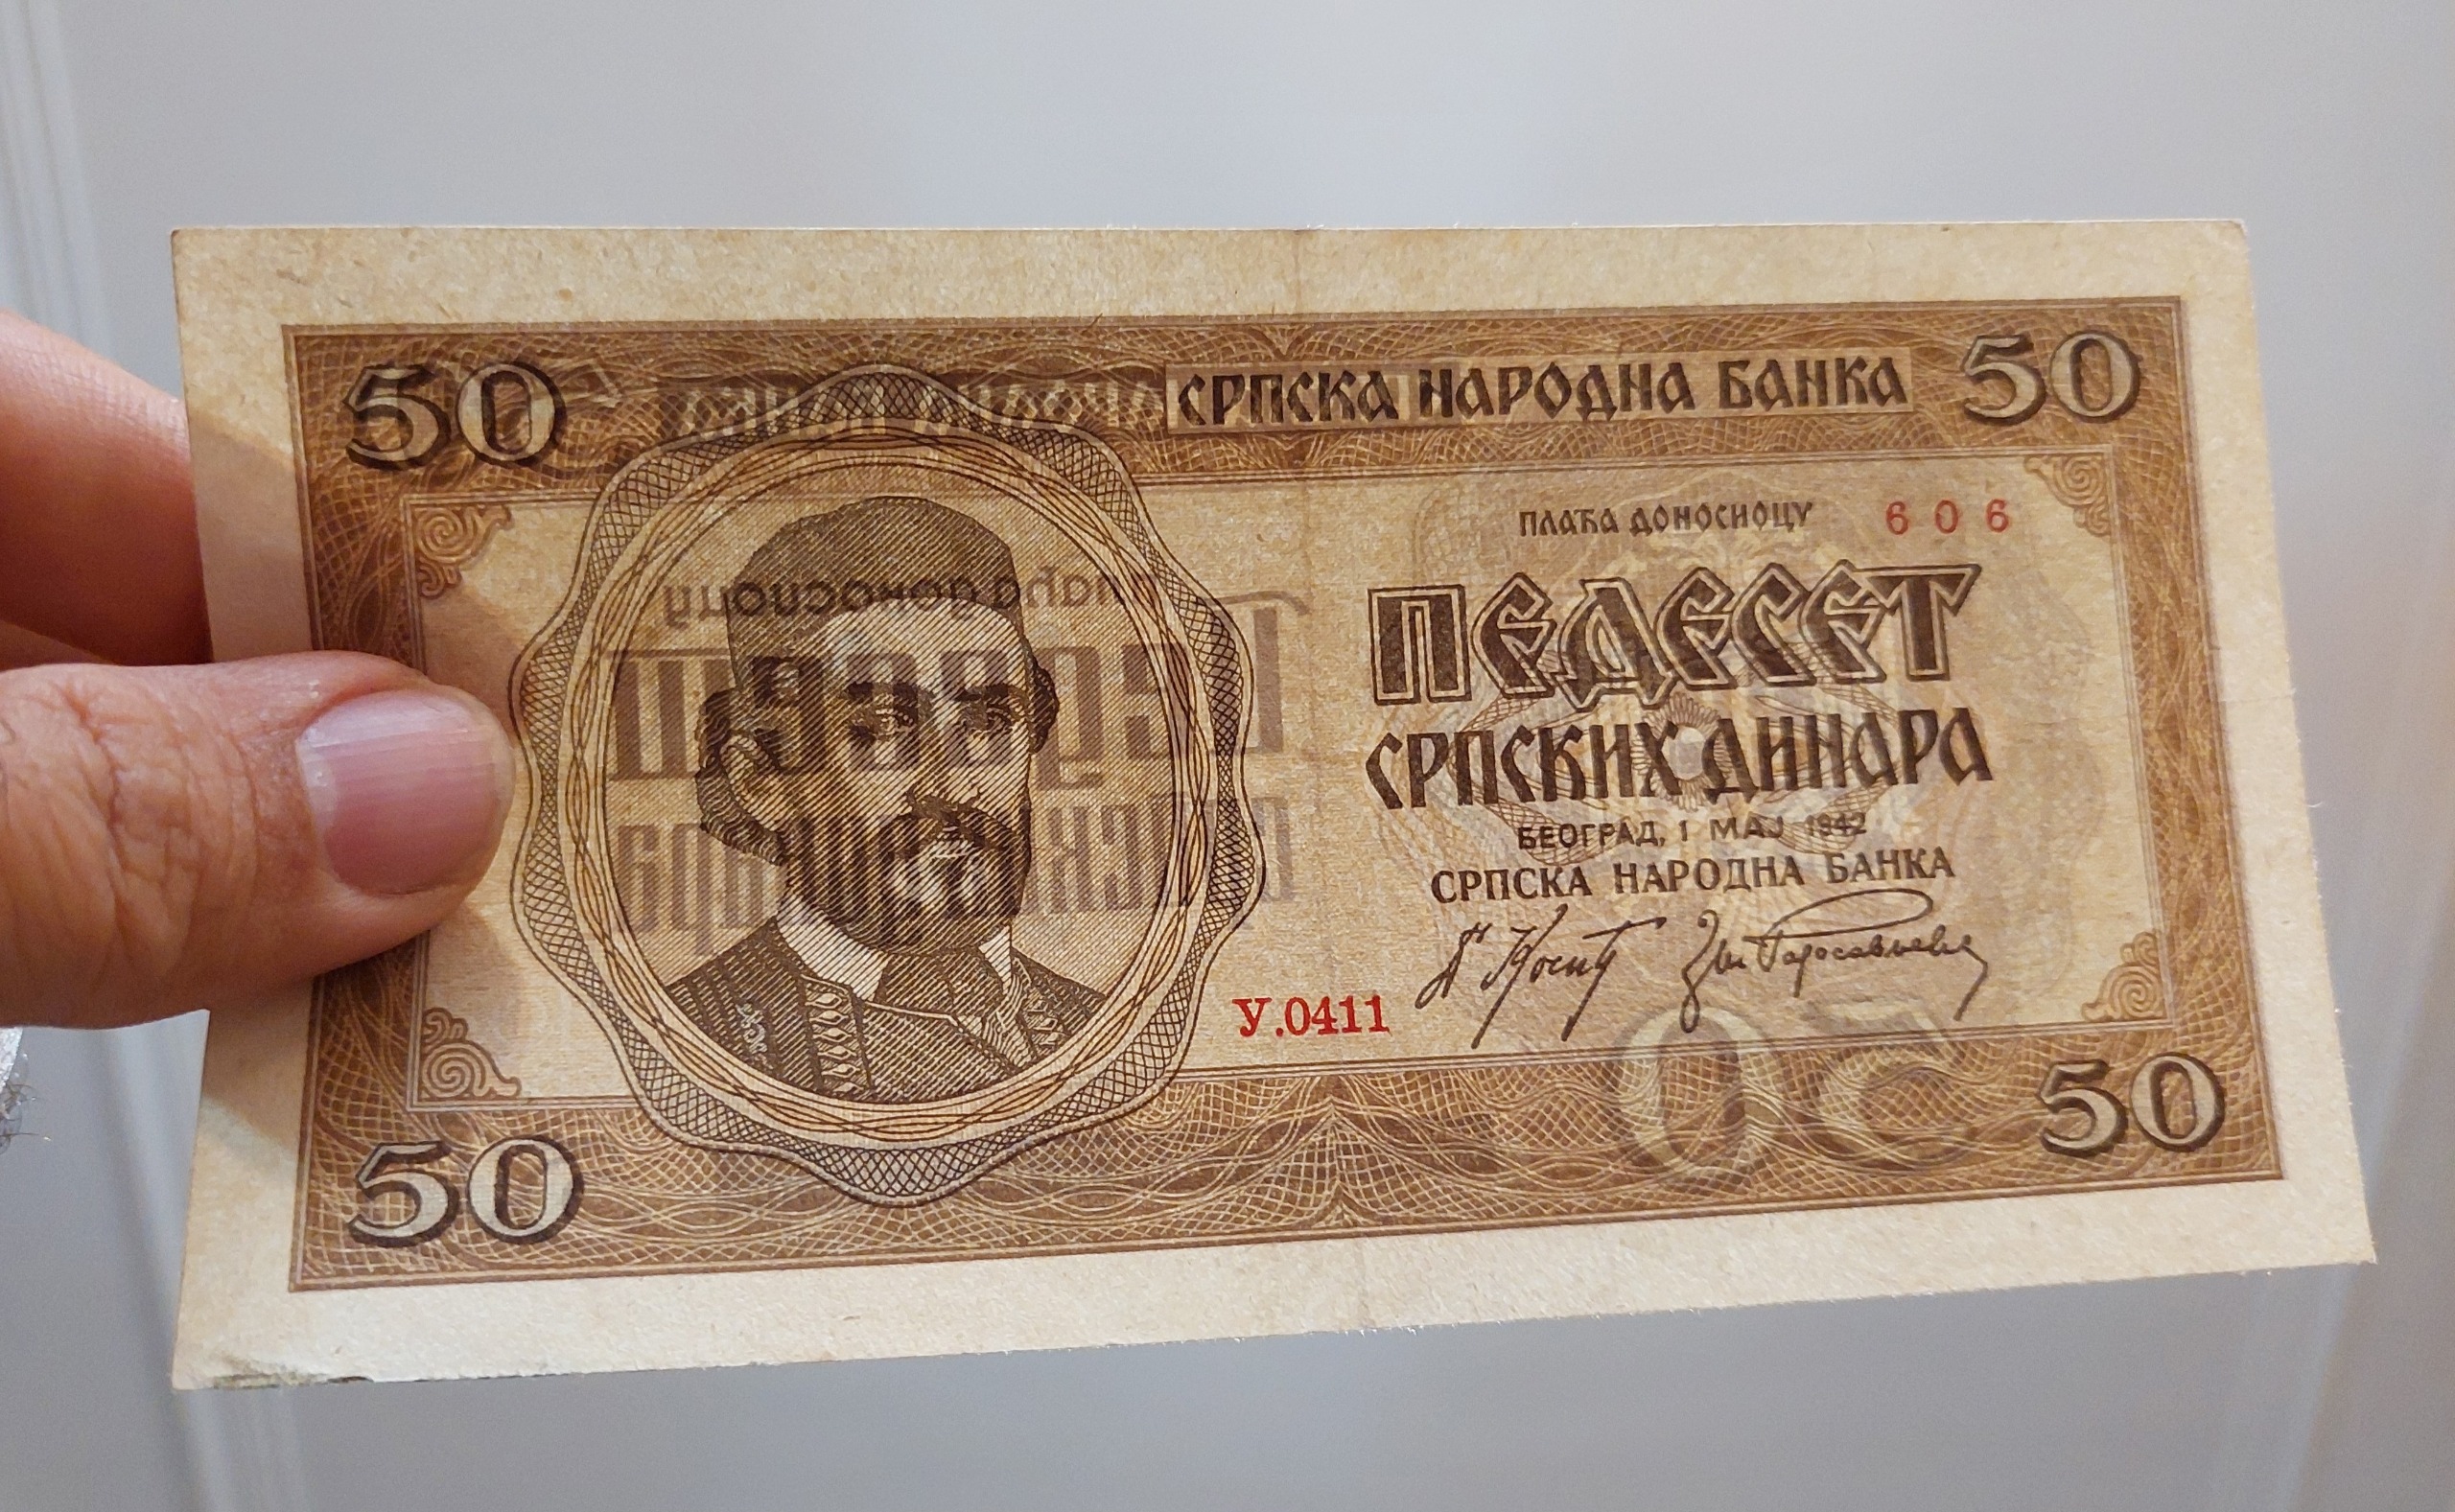 50 СРПСКА НАРОДНА БАНКА 50
ПЛАЋА ДОНОСИОЦУ 606
ПЕДЕСЕТ
СРПСКИХ ДИНАРА
БЕОГРАД, 1 МАЈ 1942
СРПСКА НАРОДНА БАНКА
У.0411
50 50